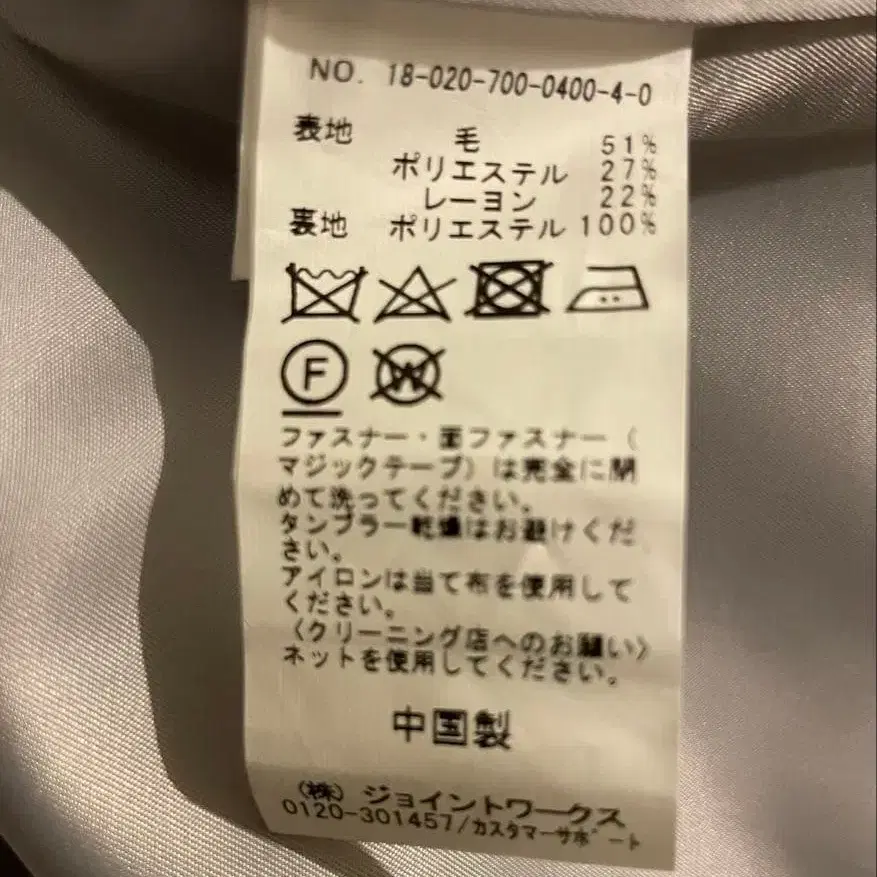 NO. 18-020-700-0400-4-0
表地 毛 51%
ポリエステル 27%
レーヨン 22%
裏地 ポリエステル 100%
F W
ファスナー・面ファスナー（
マジックテープ）は完全に閉
めて洗ってください。
タンブラー乾燥はお避けくだ
さい。
アイロンは当て布を使用して
ください。
〈クリーニング店へのお願い〉
ネットを使用してください。
中国製
（株）ジョイントワークス
0120-301457/カスタマーサポート